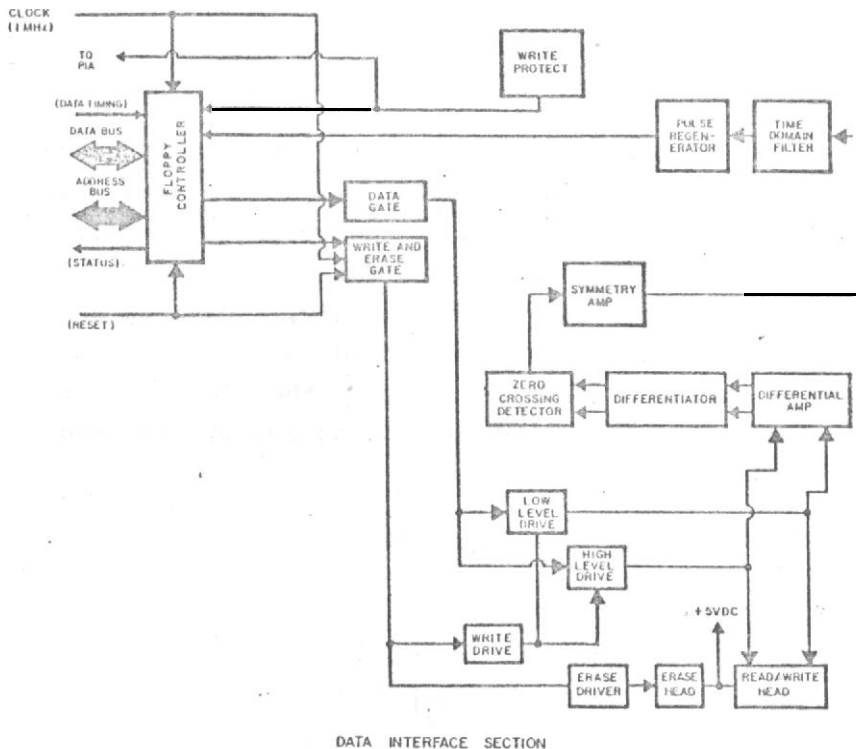 CLOCK
(1 MHz)
TO
PIA
WRITE
PROTECT
(DATA TIMING)
DATA BUS
ADDRESS
BUS
(STATUS)
(RESET)
FLOPPY
CONTROLLER
PULSE
REGEN-
ERATOR
TIME
DOMAIN
FILTER
DATA
GATE
WRITE AND
ERASE
GATE
SYMMETRY
AMP
ZERO
CROSSING
DETECTOR
DIFFERENTIATOR
DIFFERENTIAL
AMP
LOW
LEVEL
DRIVE
HIGH
LEVEL
DRIVE
+5VDC
WRITE
DRIVE
ERASE
DRIVER
ERASE
HEAD
READ/WRITE
HEAD
DATA INTERFACE SECTION